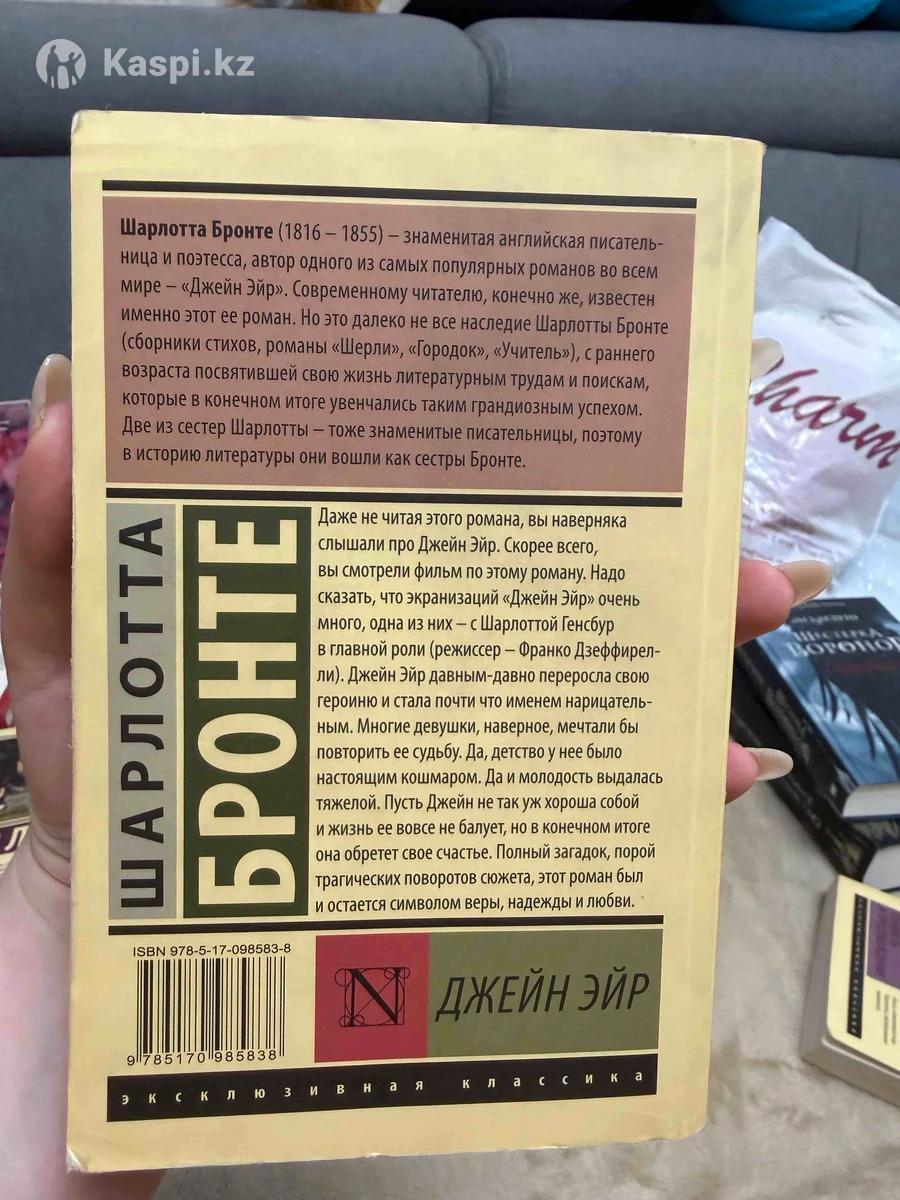 Kaspi.kz
Шарлотта Бронте (1816 – 1855) – знаменитая английская писатель-
ница и поэтесса, автор одного из самых популярных романов во всем
мире – «Джейн Эйр». Современному читателю, конечно же, известен
именно этот ее роман. Но это далеко не все наследие Шарлотты Бронте
(сборники стихов, романы «Шерли», «Городок», «Учитель»), с раннего
возраста посвятившей свою жизнь литературным трудам и поискам,
которые в конечном итоге увенчались таким грандиозным успехом.
Две из сестер Шарлотты – тоже знаменитые писательницы, поэтому
в историю литературы они вошли как сестры Бронте.
ШАРЛОТТА
БРОНТЕ
Даже не читая этого романа, вы наверняка
слышали про Джейн Эйр. Скорее всего,
вы смотрели фильм по этому роману. Надо
сказать, что экранизаций «Джейн Эйр» очень
много, одна из них – с Шарлоттой Генсбур
в главной роли (режиссер – Франко Дзеффирел-
ли). Джейн Эйр давным-давно переросла свою
героиню и стала почти что именем нарицатель-
ным. Многие девушки, наверное, мечтали бы
повторить ее судьбу. Да, детство у нее было
настоящим кошмаром. Да и молодость выдалась
тяжелой. Пусть Джейн не так уж хороша собой
и жизнь ее вовсе не балует, но в конечном итоге
она обретет свое счастье. Полный загадок, порой
трагических поворотов сюжета, этот роман был
и остается символом веры, надежды и любви.
ISBN 978-5-17-098583-8
9 785170 985838
N
ДЖЕЙН ЭЙР
эксклюзивная классика
Charm